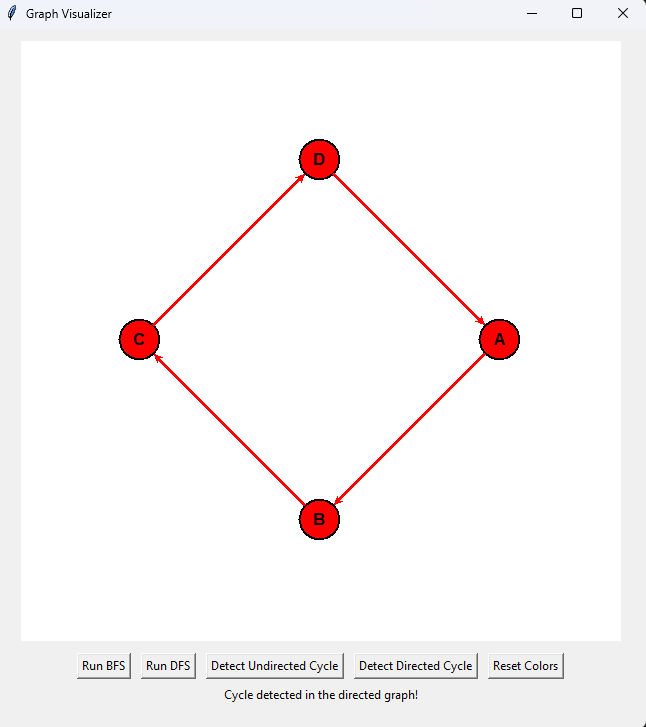 Graph Visualizer
D
C
A
B
Run BFS
Run DFS
Detect Undirected Cycle
Detect Directed Cycle
Reset Colors
Cycle detected in the directed graph!